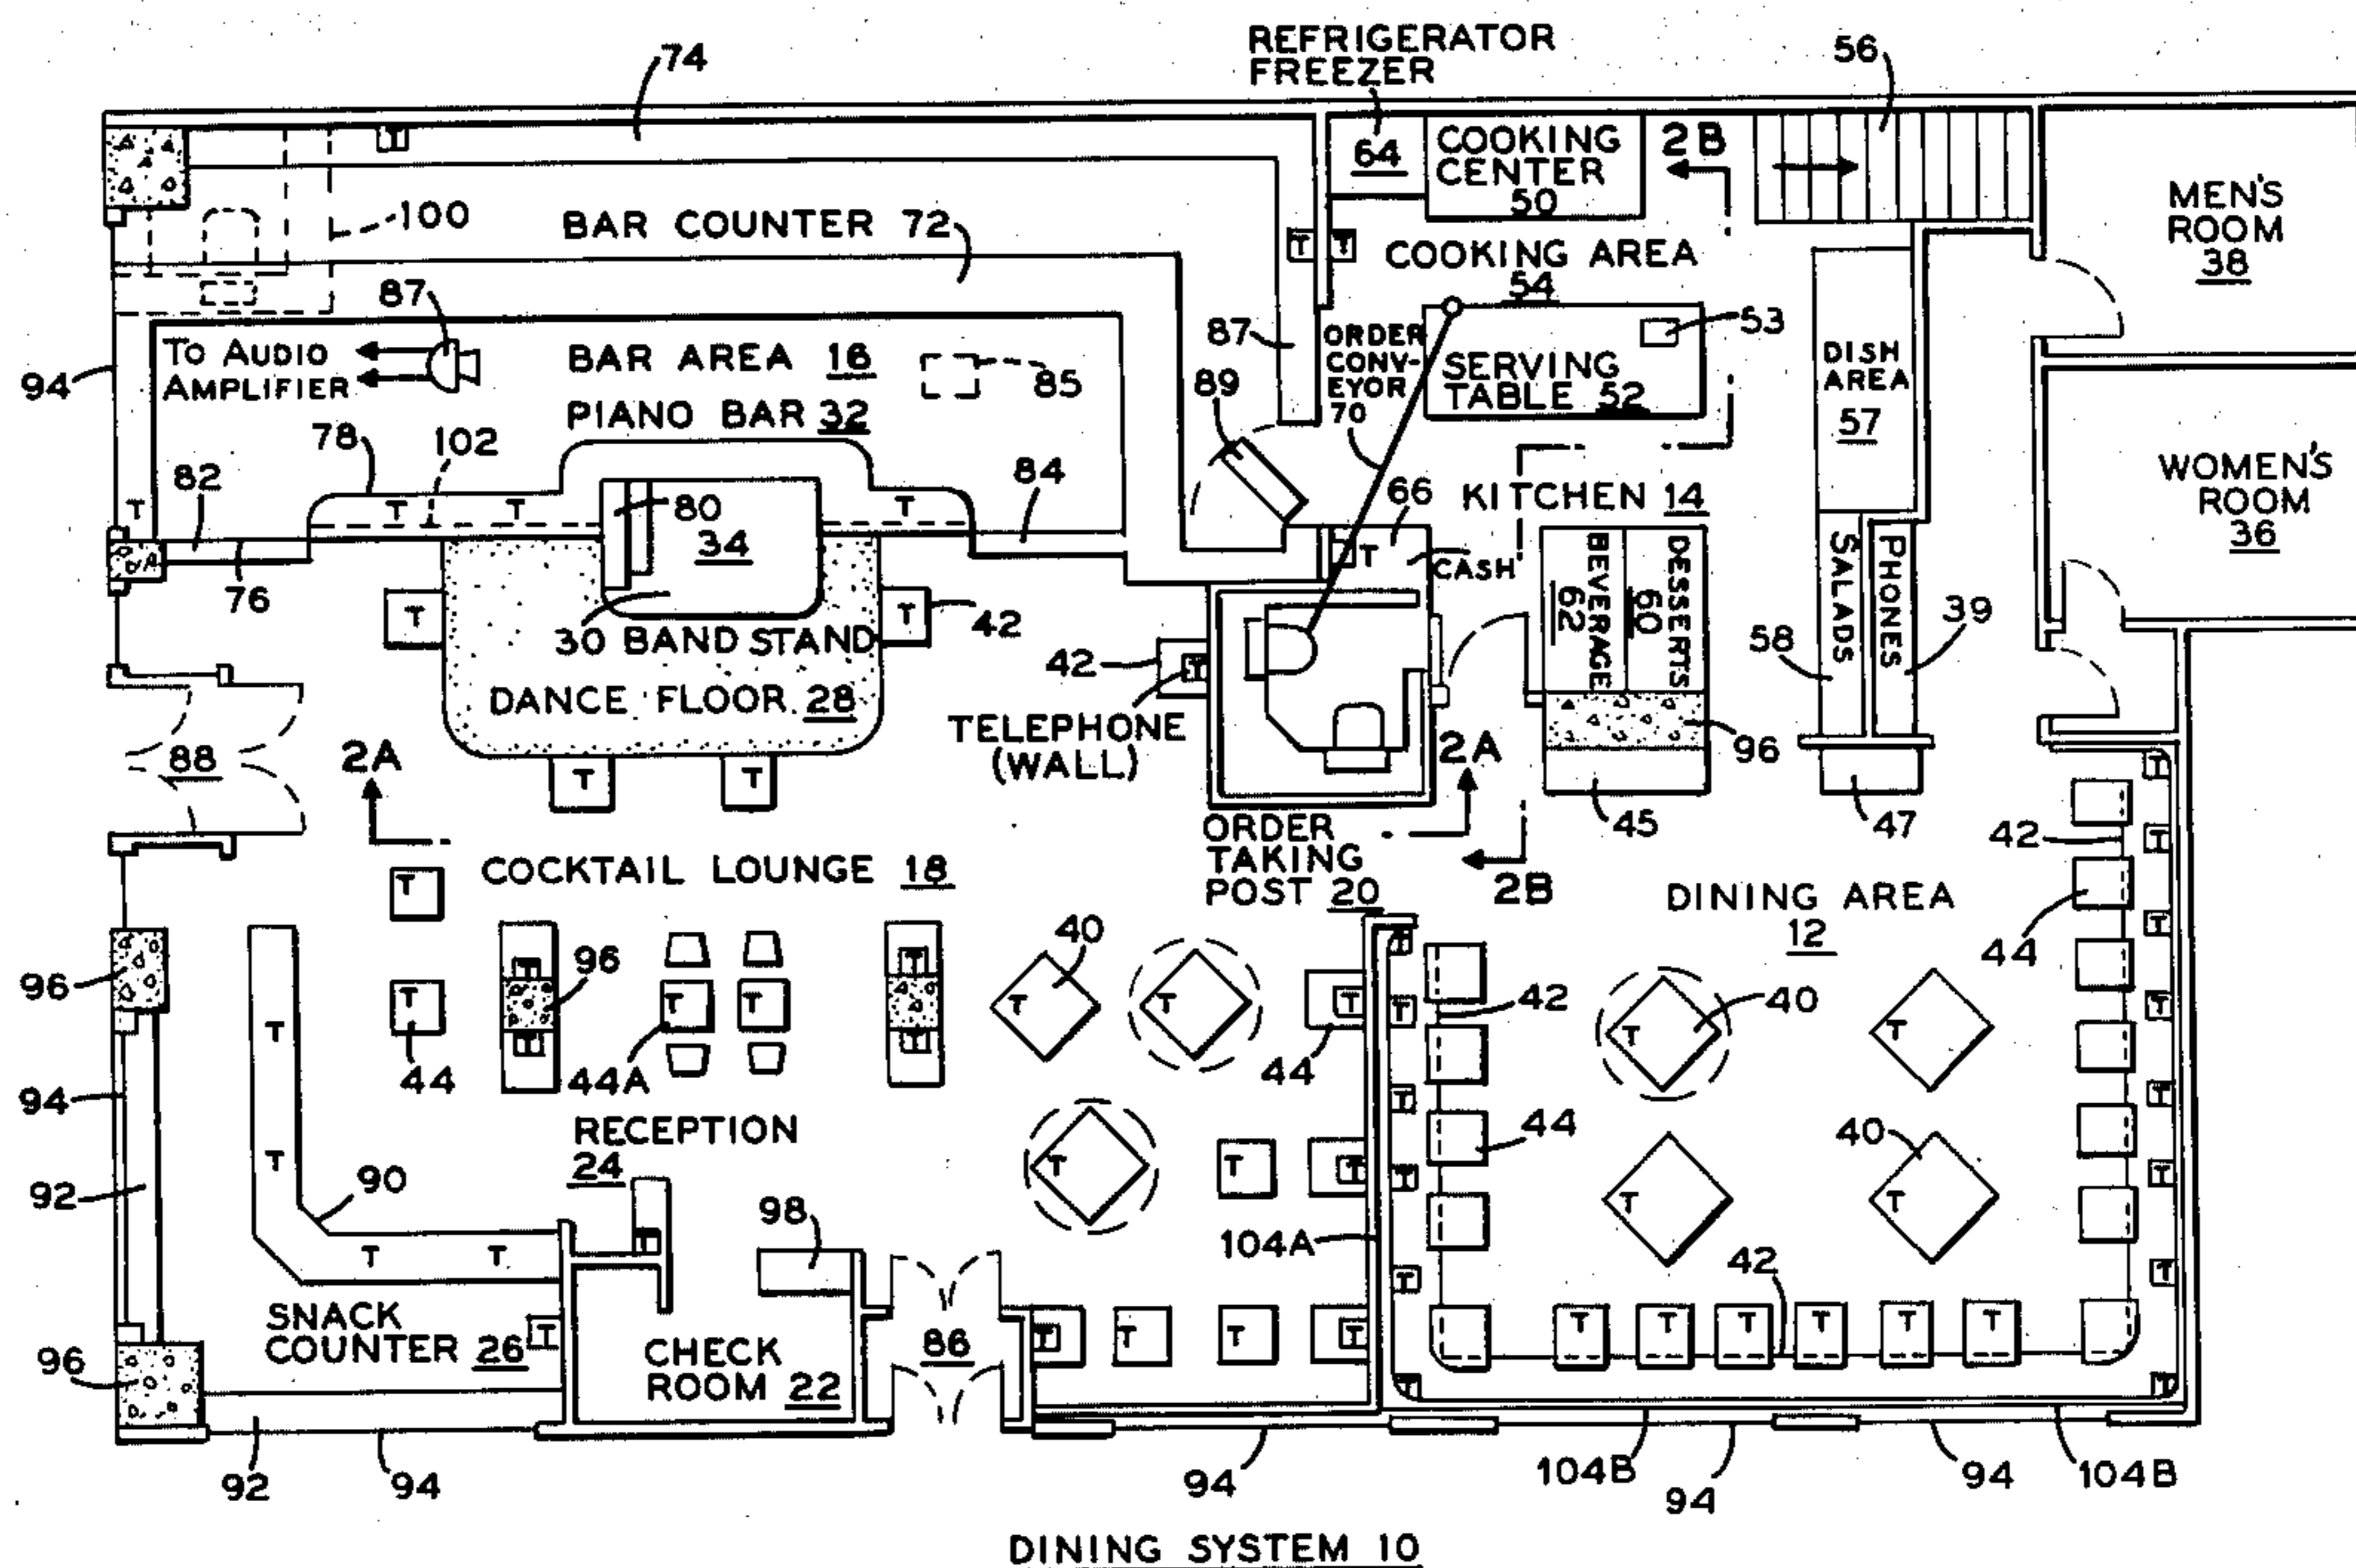 REFRIGERATOR
FREEZER
56
74
64
COOKING
CENTER
50
2B
MEN'S
ROOM
38
100
BAR COUNTER 72
T
T
T
COOKING AREA
54
87
TO AUDIO
AMPLIFIER
94
BAR AREA 16
85
PIANO BAR 32
87
89
ORDER
CONV-
EYOR
70
SERVING
TABLE 52
53
DISH
AREA
57
WOMEN'S
ROOM
36
78
102
82
T
T
T
T
80
34
84
66
KITCHEN 14
T
CASH
BEVERAGE
62
DESSERTS
60
SALADS
PHONES
76
T
30 BAND STAND
T
42
42
T
58
39
DANCE FLOOR 28
TELEPHONE
(WALL)
96
88
2A
T
T
2A
45
47
ORDER
TAKING
POST 20
2B
42
T
T
COCKTAIL LOUNGE 18
T
DINING AREA
12
44
T
96
T
T
96
T
T
T
T
40
T
T
T
44
T
T
42
T
40
T
T
44
44A
T
T
44
T
T
94
RECEPTION
24
T
T
44
40
T
92
T
90
98
T
T
T
104A
T
T
T
T
T
T
T
42
T
SNACK
COUNTER 26
T
CHECK
ROOM 22
86
T
T
T
T
T
T
T
T
T
T
96
T
T
92
94
94
104B
94
94
104B
DINING SYSTEM 10